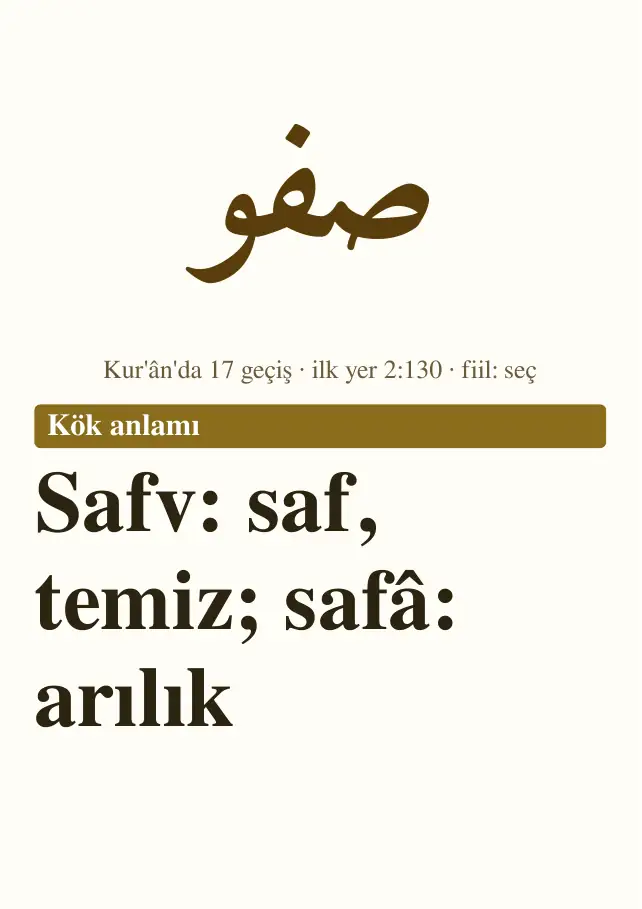 صفو
Kur'ân'da 17 geçiş · ilk yer 2:130 · fiil: seç
Kök anlamı
Safv: saf,
temiz; safâ:
arılık